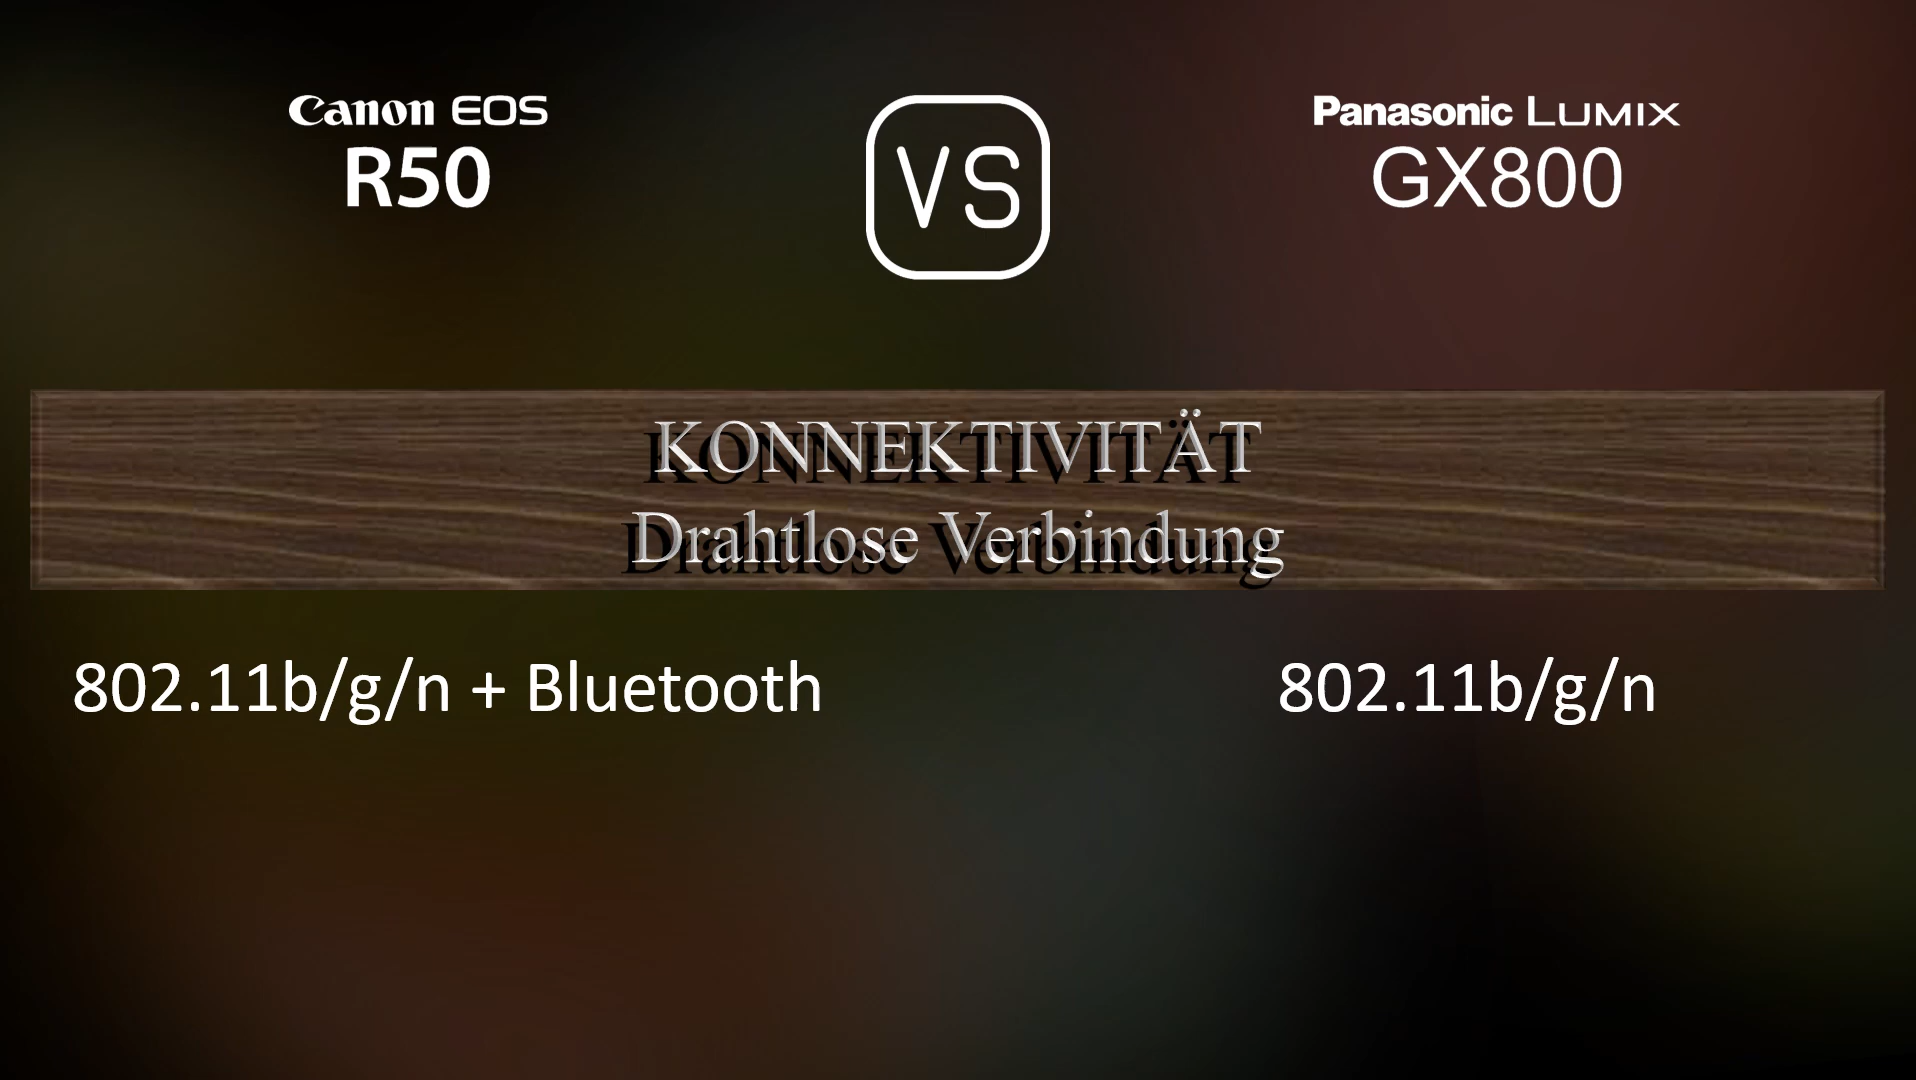 Canon EOS
R50
VS
Panasonic LUMIX
GX800
KONNEKTIVITÄT
Drahtlose Verbindung
802.11b/g/n + Bluetooth
802.11b/g/n